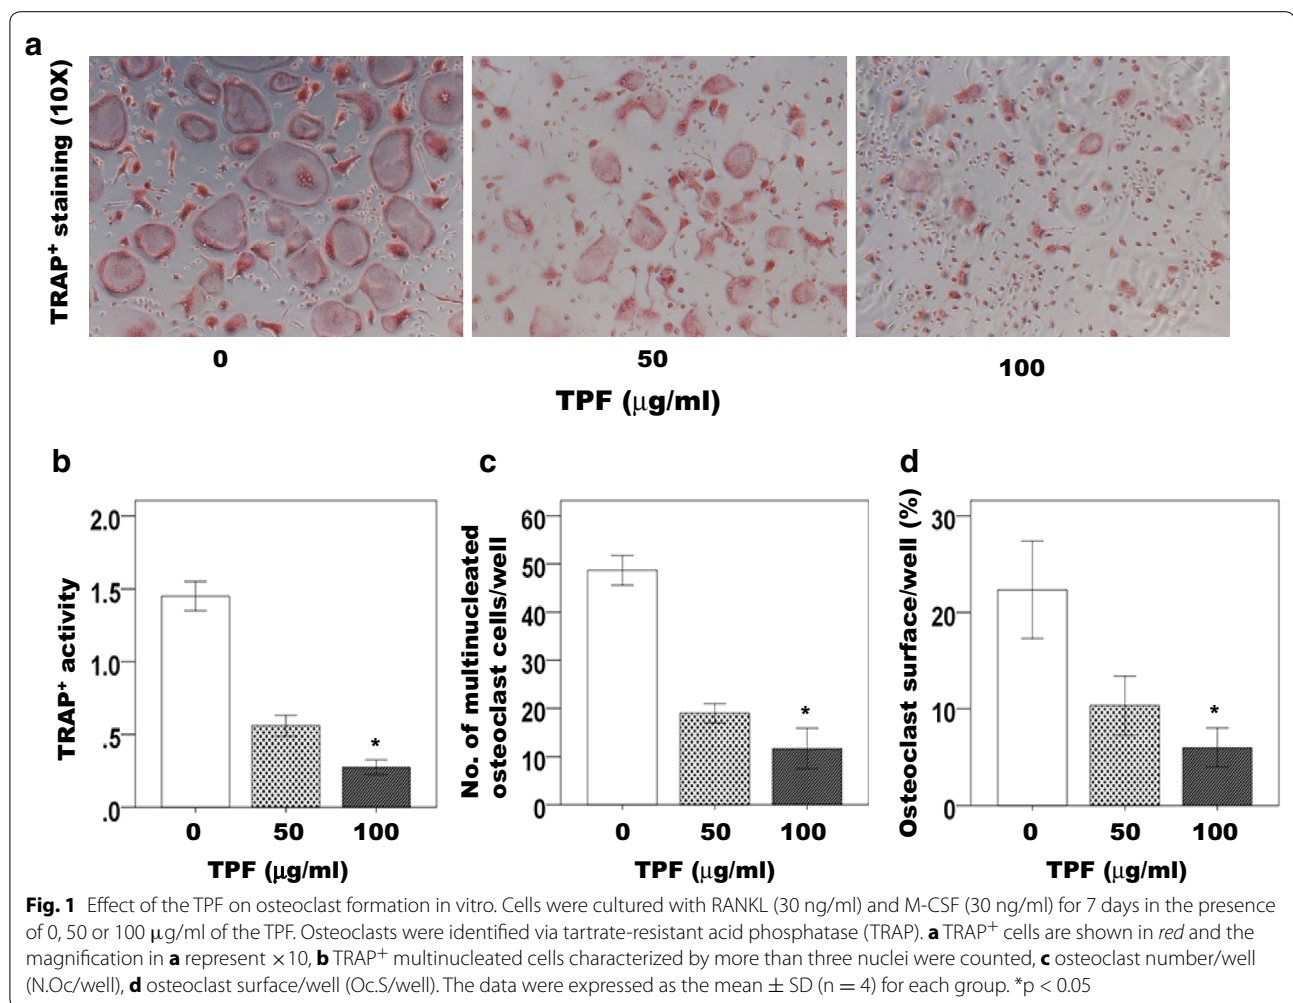 a
TRAP⁺ staining (10X)
0
50
100
TPF (μg/ml)
b
TRAP⁺ activity
2.0
1.5
1.0
.5
.0
*
0
50
100
TPF (μg/ml)
c
No. of multinucleated
osteoclast cells/well
60
50
40
30
20
10
0
*
0
50
100
TPF (μg/ml)
d
Osteoclast surface/well (%)
30
20
10
0
*
0
50
100
TPF (μg/ml)
Fig. 1 Effect of the TPF on osteoclast formation in vitro. Cells were cultured with RANKL (30 ng/ml) and M-CSF (30 ng/ml) for 7 days in the presence
of 0, 50 or 100 μg/ml of the TPF. Osteoclasts were identified via tartrate-resistant acid phosphatase (TRAP). a TRAP⁺ cells are shown in red and the
magnification in a represent ×10, b TRAP⁺ multinucleated cells characterized by more than three nuclei were counted, c osteoclast number/well
(N.Oc/well), d osteoclast surface/well (Oc.S/well). The data were expressed as the mean ± SD (n = 4) for each group. *p < 0.05